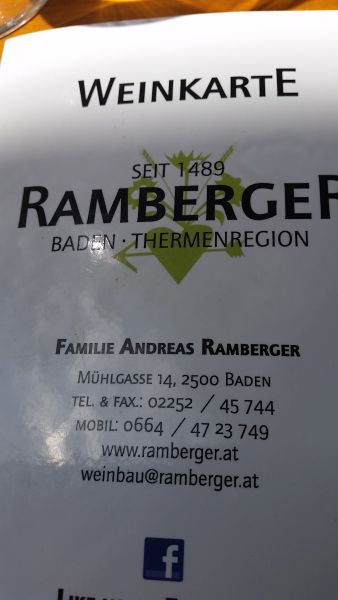 WEINKARTE
SEIT 1489
RAMBERGER
BADEN · THERMENREGION
FAMILIE ANDREAS RAMBERGER
MÜHLGASSE 14, 2500 BADEN
TEL. & FAX.: 02252 / 45 744
MOBIL: 0664 / 47 23 749
www.ramberger.at
weinbau@ramberger.at
f